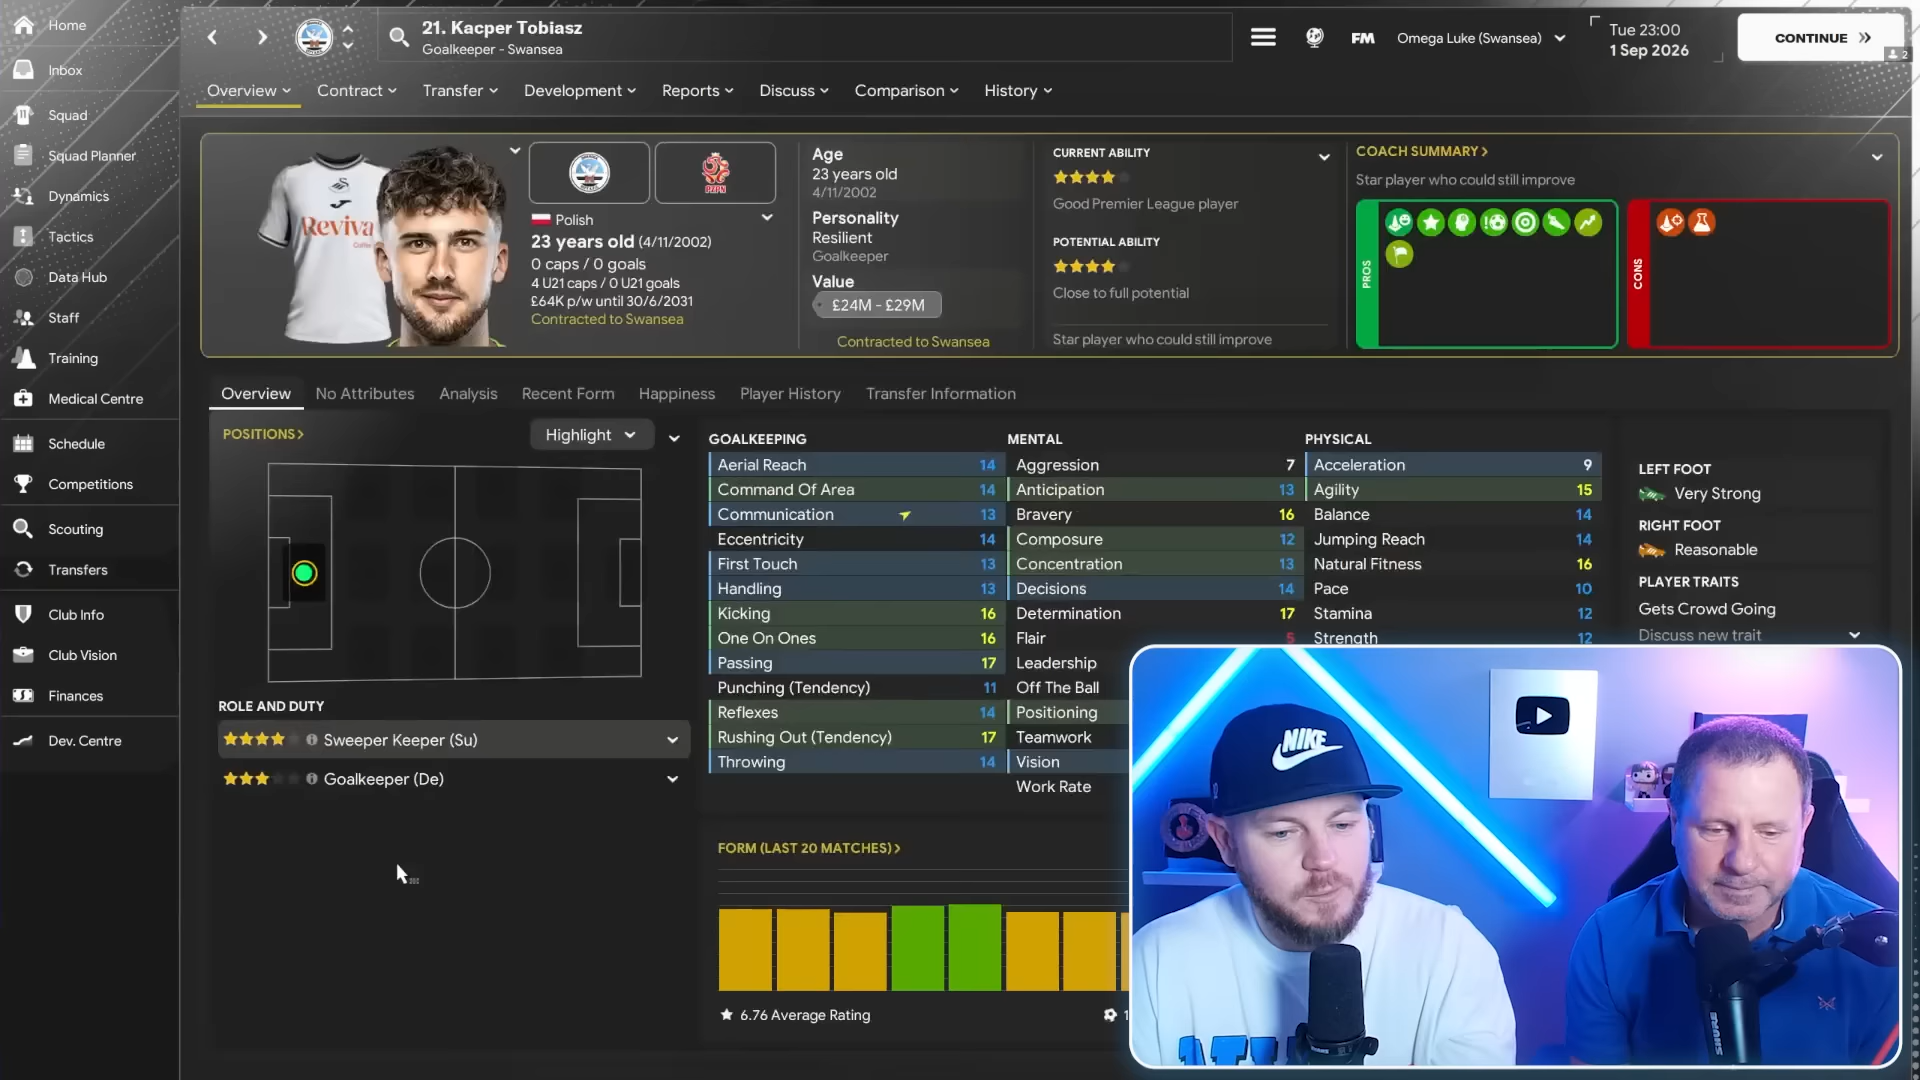 Home
Inbox
Squad
Squad Planner
Dynamics
Tactics
Data Hub
Staff
Training
Medical Centre
Schedule
Competitions
Scouting
Transfers
Club Info
Club Vision
Finances
Dev. Centre
21. Kacper Tobiasz
Goalkeeper - Swansea
FM
Omega Luke (Swansea)
Tue 23:00
1 Sep 2026
CONTINUE
2
Overview
Contract
Transfer
Development
Reports
Discuss
Comparison
History
Reviva
PZPN
Polish
23 years old (4/11/2002)
0 caps / 0 goals
4 U21 caps / 0 U21 goals
£64K p/w until 30/6/2031
Contracted to Swansea
Age
23 years old
4/11/2002
Personality
Resilient
Goalkeeper
Value
£24M - £29M
Contracted to Swansea
CURRENT ABILITY
Good Premier League player
POTENTIAL ABILITY
Close to full potential
Star player who could still improve
COACH SUMMARY >
Star player who could still improve
PROS
CONS
Overview
No Attributes
Analysis
Recent Form
Happiness
Player History
Transfer Information
POSITIONS >
Highlight
ROLE AND DUTY
Sweeper Keeper (Su)
Goalkeeper (De)
GOALKEEPING
Aerial Reach 14
Command Of Area 14
Communication 13
Eccentricity 14
First Touch 13
Handling 13
Kicking 16
One On Ones 16
Passing 17
Punching (Tendency) 11
Reflexes 14
Rushing Out (Tendency) 17
Throwing 14
MENTAL
Aggression 7
Anticipation 13
Bravery 16
Composure 12
Concentration 13
Decisions 14
Determination 17
Flair 5
Leadership
Off The Ball
Positioning
Teamwork
Vision
Work Rate
PHYSICAL
Acceleration 9
Agility 15
Balance 14
Jumping Reach 14
Natural Fitness 16
Pace 10
Stamina 12
Strength 12
LEFT FOOT
Very Strong
RIGHT FOOT
Reasonable
PLAYER TRAITS
Gets Crowd Going
Discuss new trait
FORM (LAST 20 MATCHES) >
6.76 Average Rating
1
NIKE
SHURE